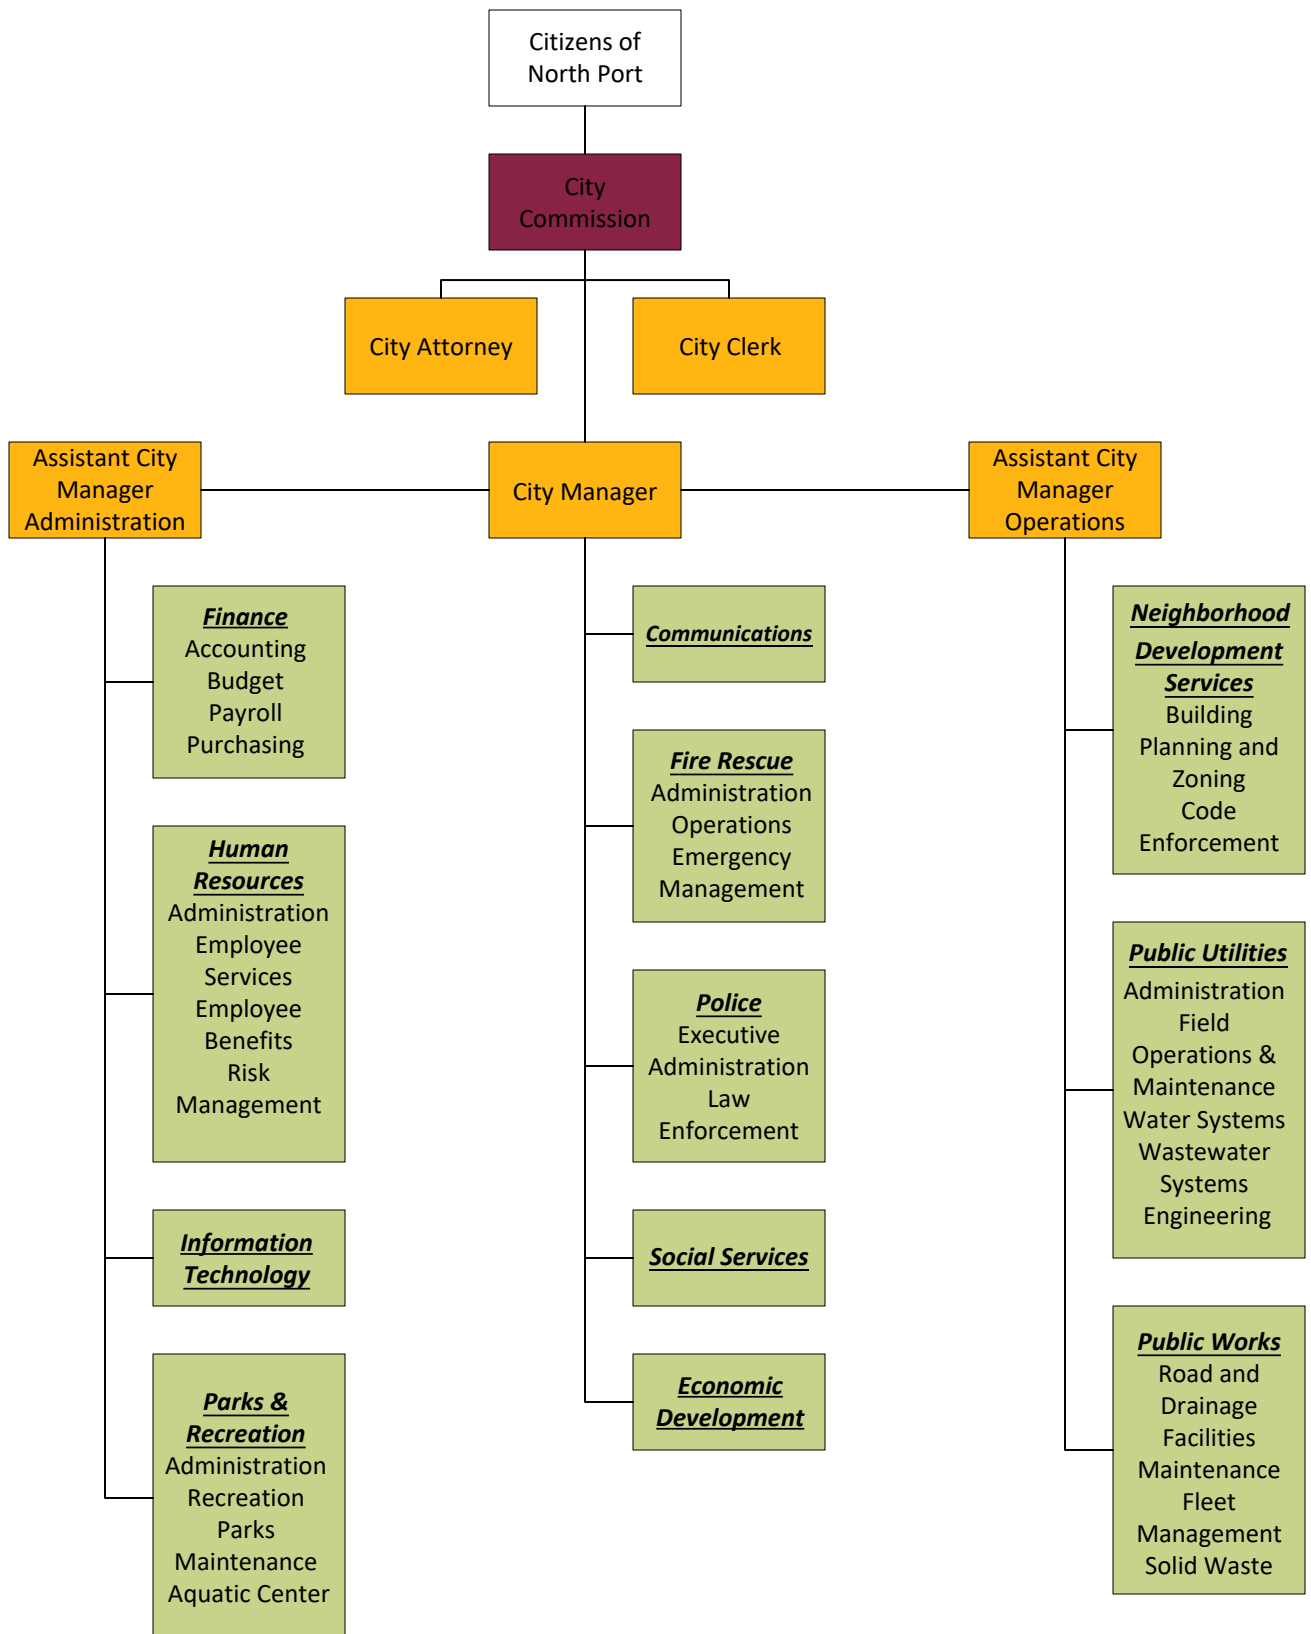 Citizens of
North Port
City
Commission
City Attorney
City Clerk
Assistant City
Manager
Administration
City Manager
Assistant City
Manager
Operations
Finance
Accounting
Budget
Payroll
Purchasing
Human
Resources
Administration
Employee
Services
Employee
Benefits
Risk
Management
Information
Technology
Parks &
Recreation
Administration
Recreation
Parks
Maintenance
Aquatic Center
Communications
Fire Rescue
Administration
Operations
Emergency
Management
Police
Executive
Administration
Law
Enforcement
Social Services
Economic
Development
Neighborhood
Development
Services
Building
Planning and
Zoning
Code
Enforcement
Public Utilities
Administration
Field
Operations &
Maintenance
Water Systems
Wastewater
Systems
Engineering
Public Works
Road and
Drainage
Facilities
Maintenance
Fleet
Management
Solid Waste